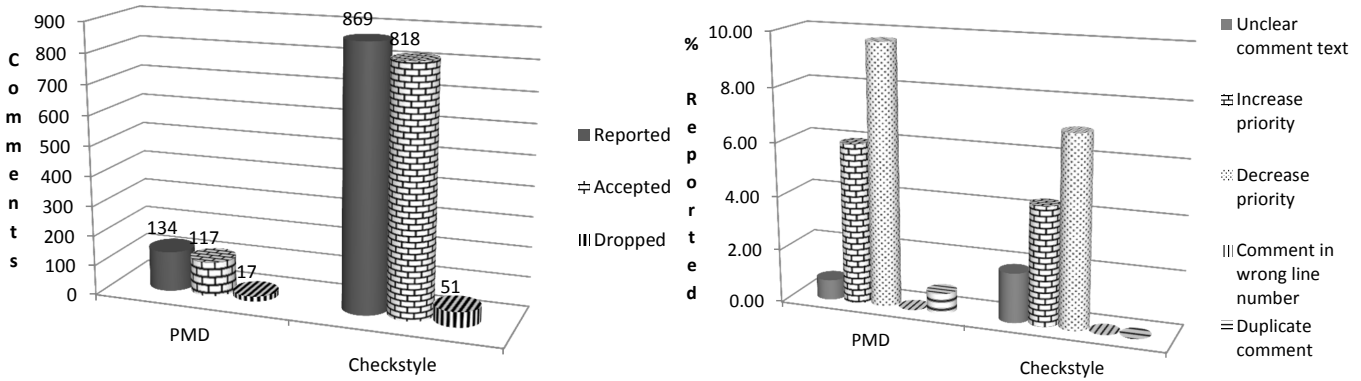 Comments
900
800
700
600
500
400
300
200
100
0
869
818
134
117
17
51
PMD
Checkstyle
Reported
Accepted
Dropped
% Reported
10.00
8.00
6.00
4.00
2.00
0.00
PMD
Checkstyle
Unclear
comment text
Increase
priority
Decrease
priority
Comment in
wrong line
number
Duplicate
comment